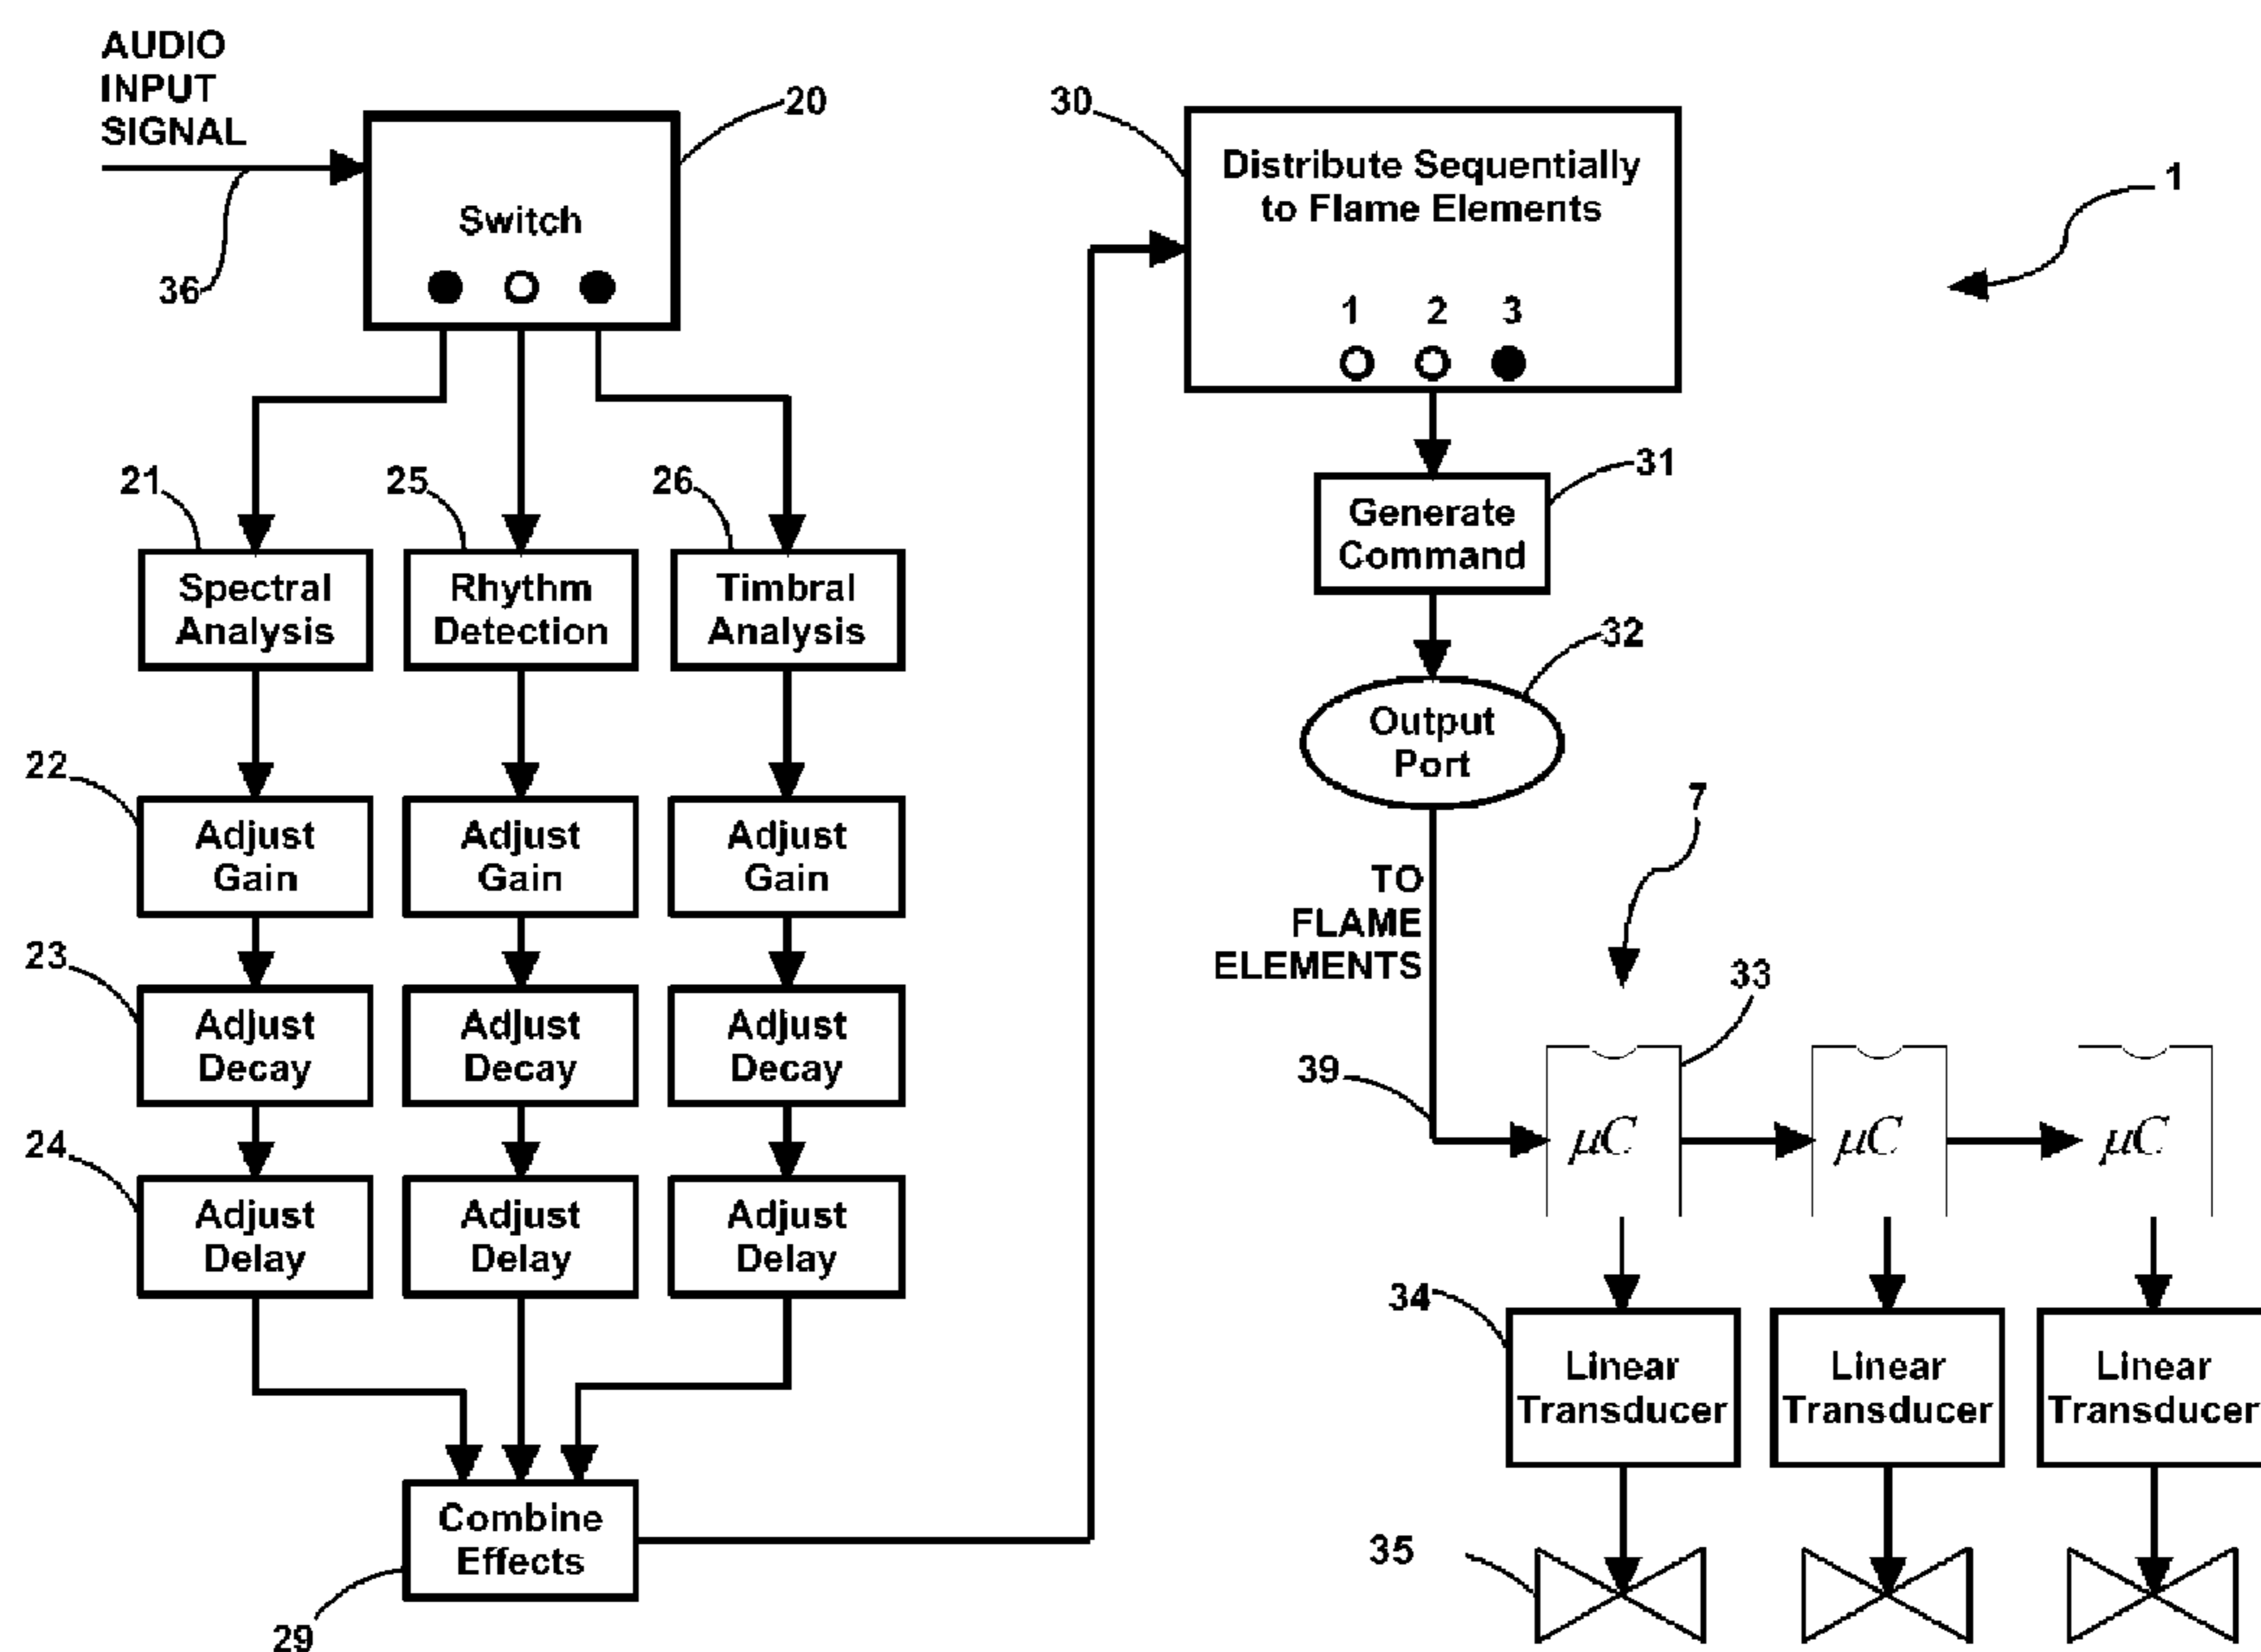 AUDIO
INPUT
SIGNAL
36
20
Switch
21
25
26
Spectral
Analysis
Rhythm
Detection
Timbral
Analysis
22
Adjust
Gain
Adjust
Gain
Adjust
Gain
23
Adjust
Decay
Adjust
Decay
Adjust
Decay
24
Adjust
Delay
Adjust
Delay
Adjust
Delay
Combine
Effects
29
30
Distribute Sequentially
to Flame Elements
1 2 3
1
31
Generate
Command
32
Output
Port
7
TO
FLAME
ELEMENTS
33
39
μC
μC
μC
34
Linear
Transducer
Linear
Transducer
Linear
Transducer
35